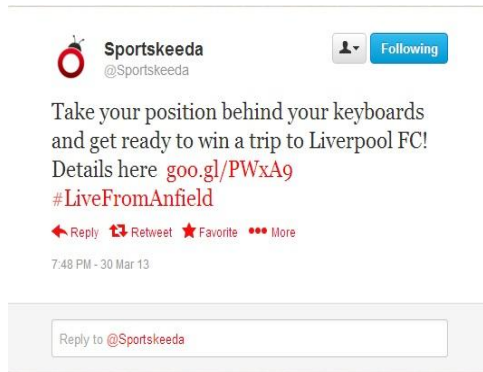 Sportskeeda
@Sportskeeda
Following
Take your position behind your keyboards
and get ready to win a trip to Liverpool FC!
Details here goo.gl/PWxA9
#LiveFromAnfield
Reply Retweet Favorite More
7:48 PM - 30 Mar 13
Reply to @Sportskeeda